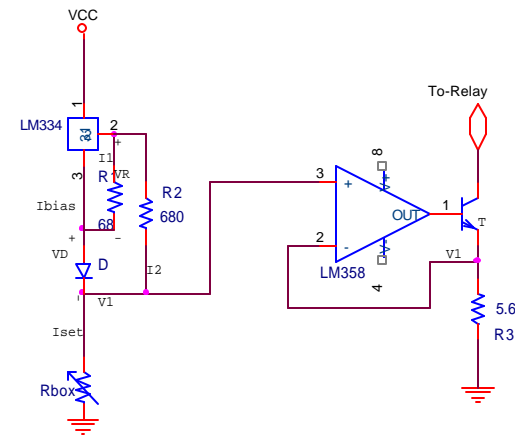 VCC
1
LM334
2
+
I1
VR
R
68
3
Ibias
-
+
VD
D
-
V1
R2
680
I2
Iset
Rbox
3
+
2
-
8
V+
OUT
V-
4
LM358
1
To-Relay
T
V1
5.6
R3